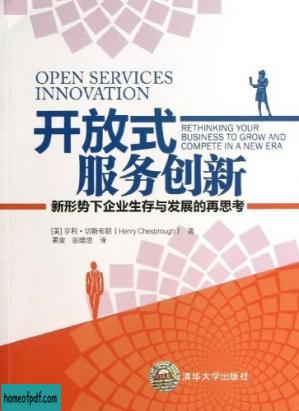 OPEN SERVICES
INNOVATION
RETHINKING YOUR
BUSINESS TO GROW AND
COMPETE IN A NEW ERA
开放式
服务创新
新形势下企业生存与发展的再思考
[美] 亨利·切斯布朗 (Henry Chesbrough) 著
蔺雷 张晓思 译
清华大学出版社
homeofpdf.com